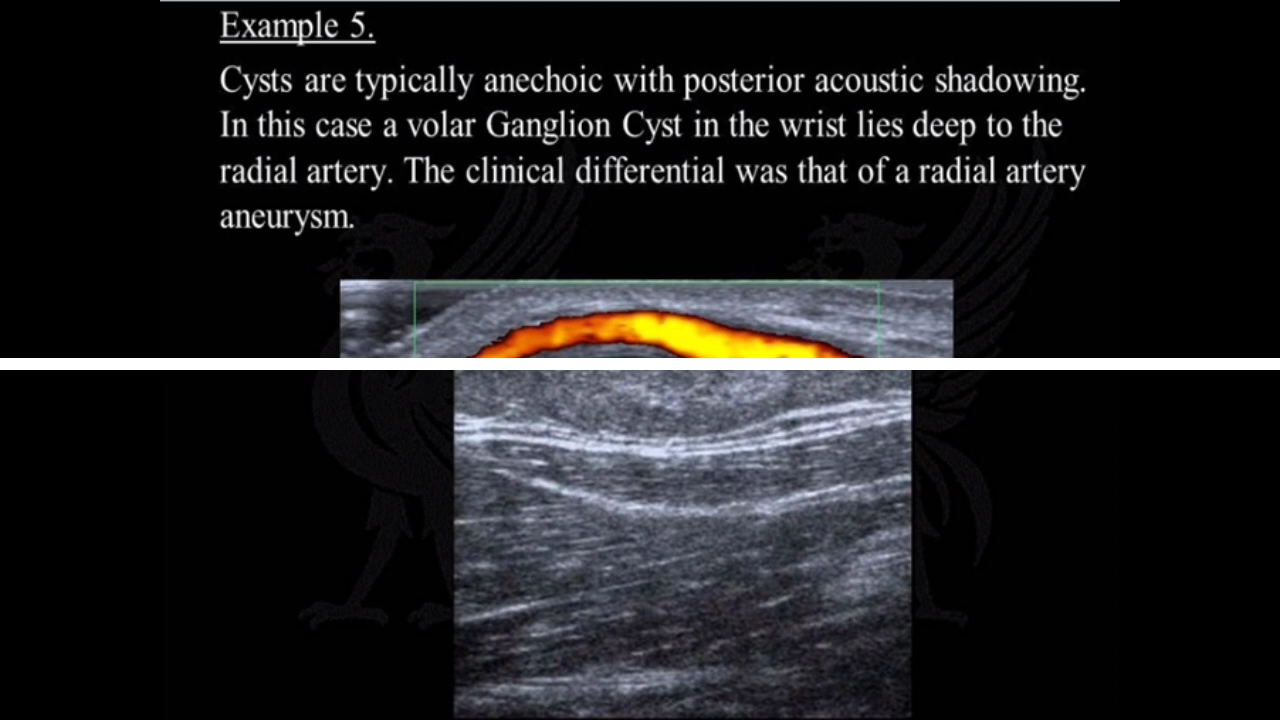 Example 5.
Cysts are typically anechoic with posterior acoustic shadowing.
In this case a volar Ganglion Cyst in the wrist lies deep to the
radial artery. The clinical differential was that of a radial artery
aneurysm.